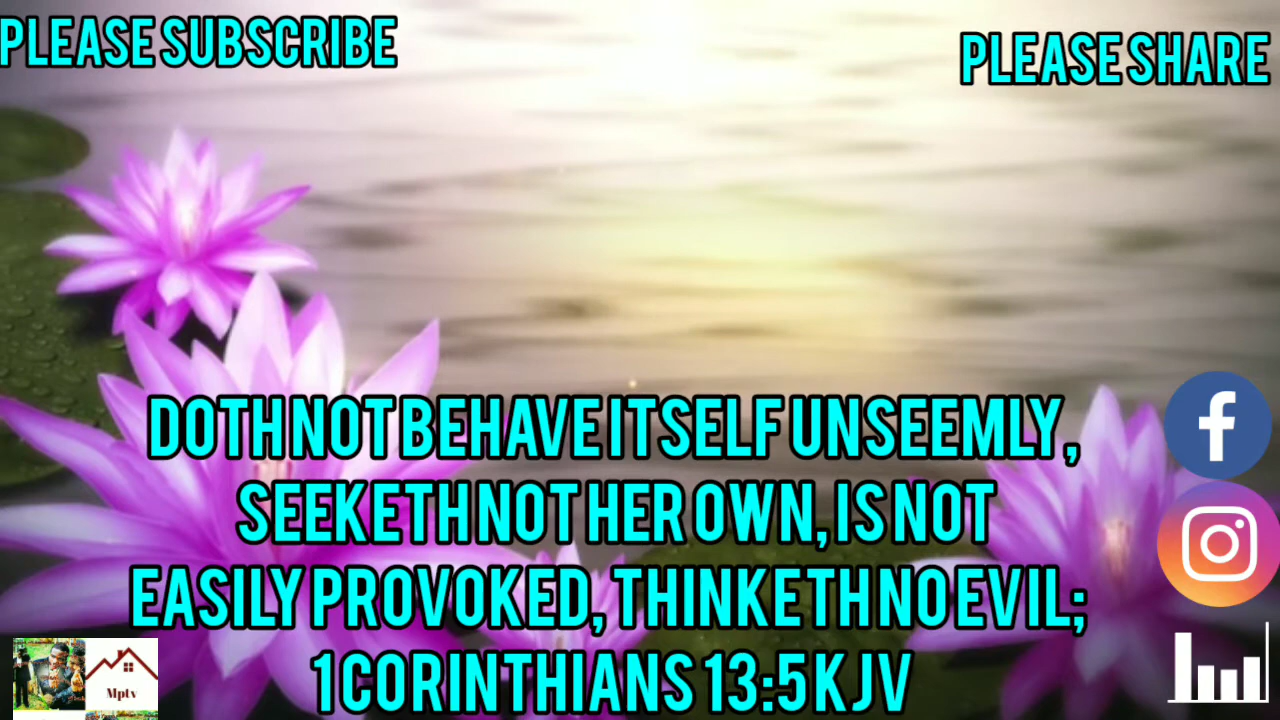 PLEASE SUBSCRIBE
PLEASE SHARE
DOTH NOT BEHAVE ITSELF UNSEEMLY,
SEEKETH NOT HER OWN, IS NOT
EASILY PROVOKED, THINKETH NO EVIL;
1 CORINTHIANS 13:5 KJV
Mptv